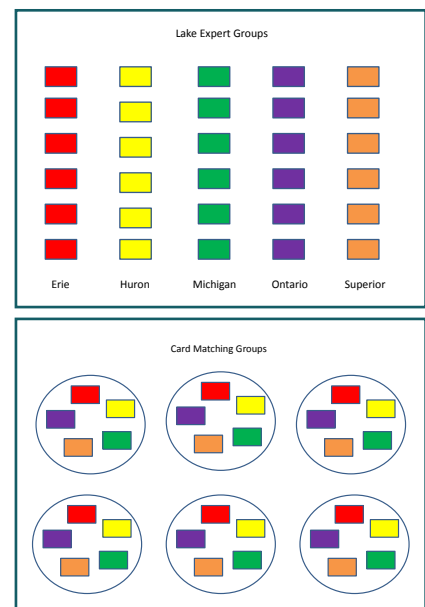 Lake Expert Groups
Erie Huron Michigan Ontario Superior
Card Matching Groups